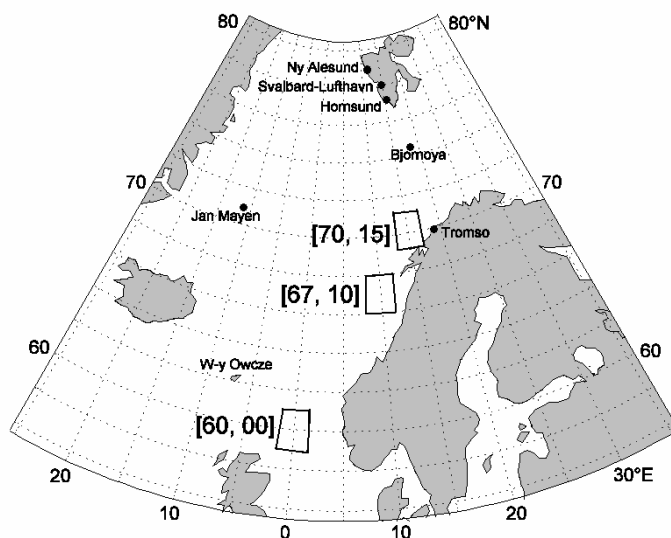 80
80°N
Ny Alesund
Svalbard-Lufthavn
Hornsund
Bjornoya
70
70
Jan Mayen
[70, 15]
Tromso
[67, 10]
60
60
W-y Owcze
[60, 00]
20
30°E
10
20
0
10